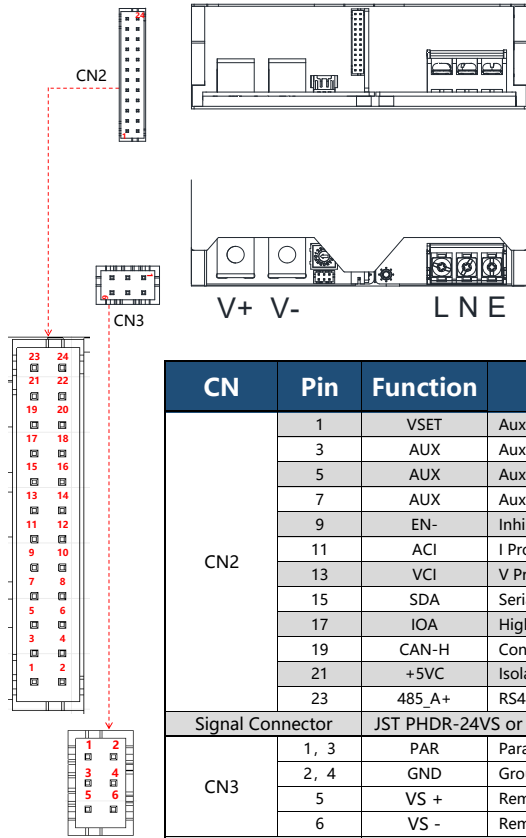 24
CN2
1
1
6
CN3
V+ V-
L N E
23 24
21 22
19 20
17 18
15 16
13 14
11 12
9 10
7 8
5 6
3 4
1 2
1 2
3 4
5 6
CN Pin Function
1 VSET Aux
3 AUX Aux
5 AUX Aux
7 AUX Aux
9 EN- Inhi
11 ACI I Pro
CN2 13 VCI V Pr
15 SDA Seri
17 IOA High
19 CAN-H Con
21 +5VC Isola
23 485_A+ RS4
Signal Connector JST PHDR-24VS or
1, 3 PAR Para
CN3 2, 4 GND Gro
5 VS + Rem
6 VS - Rem